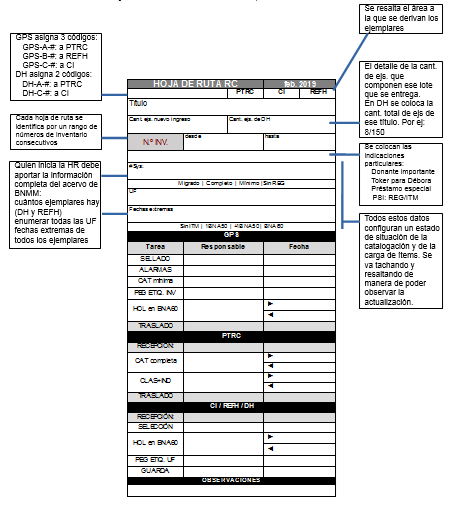 GPS asigna 3 códigos:
GPS-A-#: a PTRC
GPS-B-#: a REFH
GPS-C-#: a CI
DH asigna 2 códigos:
DH-A-#: a PTRC
DH-C-#: a CI
Cada hoja de ruta se
identifica por un rango de
números de inventario
consecutivos
Quien inicia la HR debe
aportar la información
completa del acervo de
BNMM:
cuántos ejemplares hay
(DH y REFH)
enumerar todas las UF
fechas extremas de
todos los ejemplares
HOJA DE RUTA RC
feb. 2019
PTRC CI REFH
Título
Cant. ejs. nuevo ingreso
Cant. ejs. de DH
N.º INV.
desde
hasta
# Sys.
Migrado | Completo | Mínimo | Sin REG
UF
Fechas extremas
Sin ITM | 1ENA50 | 41ENA50 | ENA60
GPS
Tarea Responsable Fecha
SELLADO
ALARMAS
CAT mínima
PEG ETIQ. INV
HOL en ENA60
►
◄
TRASLADO
PTRC
RECEPCIÓN:
CAT completa
►
◄
CLAS+IND
►
◄
TRASLADO
CI / REFH / DH
RECEPCIÓN:
SELECCIÓN
HOL en ENA60
►
◄
PEG ETIQ. UF
GUARDA
OBSERVACIONES
Se resalta el área a
la que se derivan los
ejemplares
El detalle de la cant.
de ejs. que
componen ese lote
que se entrega.
En DH se coloca la
cant. total de ejs de
ese título. Por ej:
8/150
Se colocan las
indicaciones
particulares:
Donante importante
Toker para Débora
Préstamo especial
PSI: REG/ITM
Todos estos datos
configuran un estado
de situación de la
catalogación y de la
carga de ítems. Se
va tachando y
resaltando de
manera de poder
observar la
actualización.